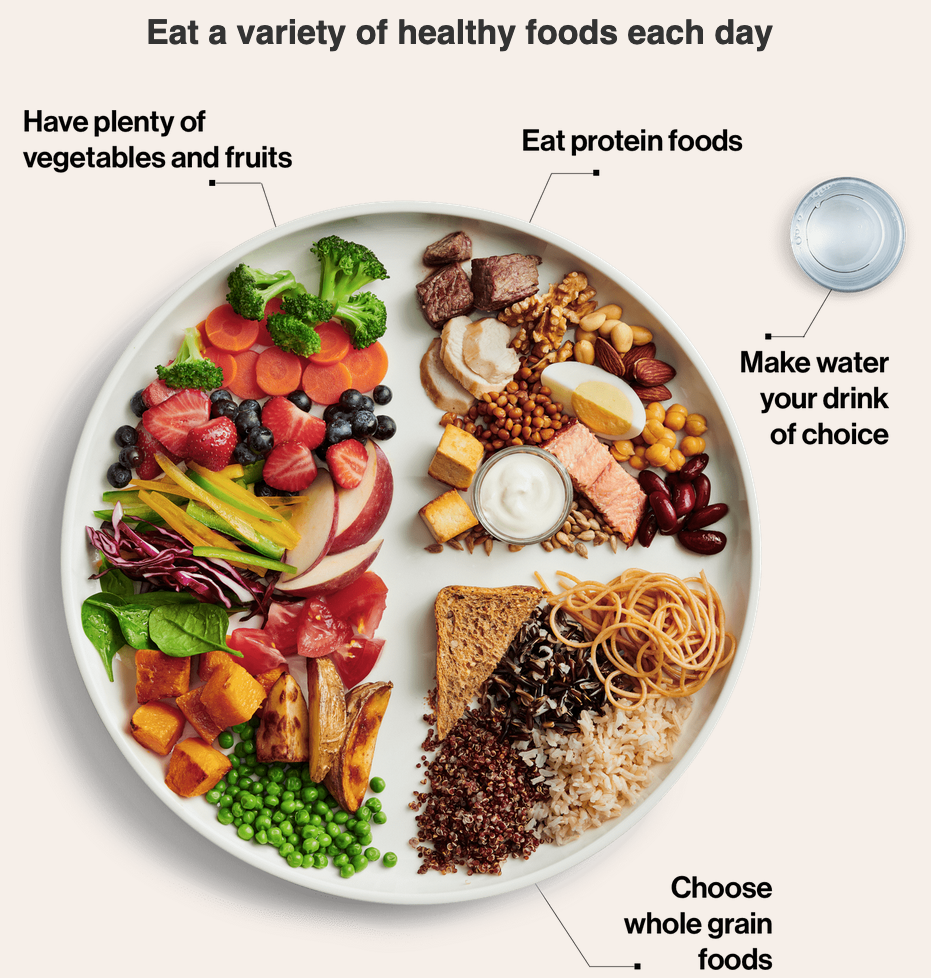 Eat a variety of healthy foods each day
Have plenty of
vegetables and fruits
Eat protein foods
Make water
your drink
of choice
Choose
whole grain
foods